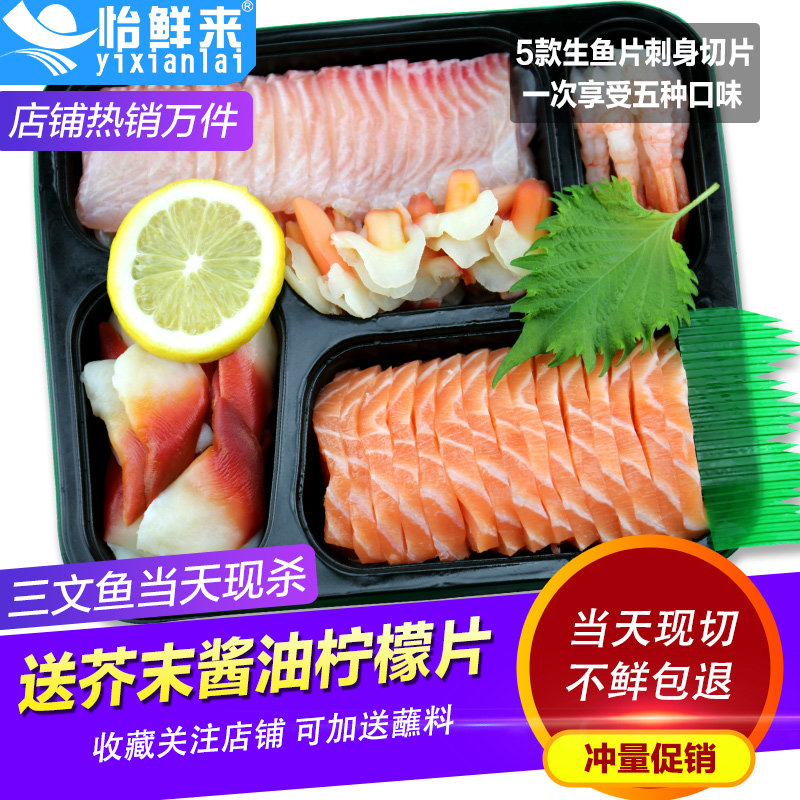 怡鲜来®
yixianlai
店铺热销万件
5款生鱼片刺身切片
一次享受五种口味
三文鱼当天现杀
送芥末酱油柠檬片
收藏关注店铺 可加送蘸料
当天现切
不鲜包退
冲量促销